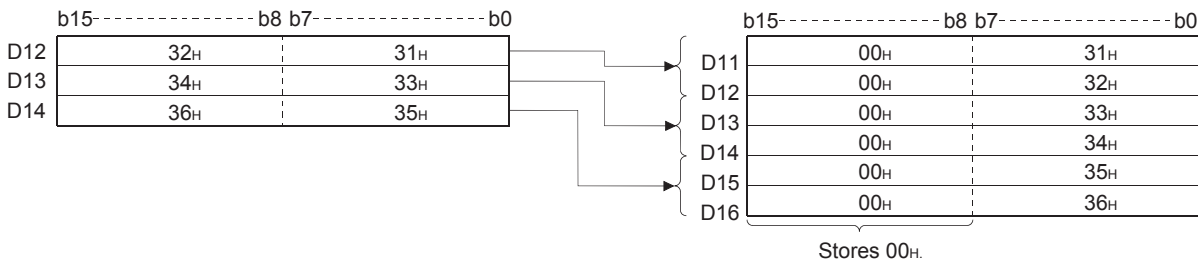 b15 b8 b7 b0
D12 32H 31H
D13 34H 33H
D14 36H 35H
b15 b8 b7 b0
D11 00H 31H
D12 00H 32H
D13 00H 33H
D14 00H 34H
D15 00H 35H
D16 00H 36H
Stores 00H.